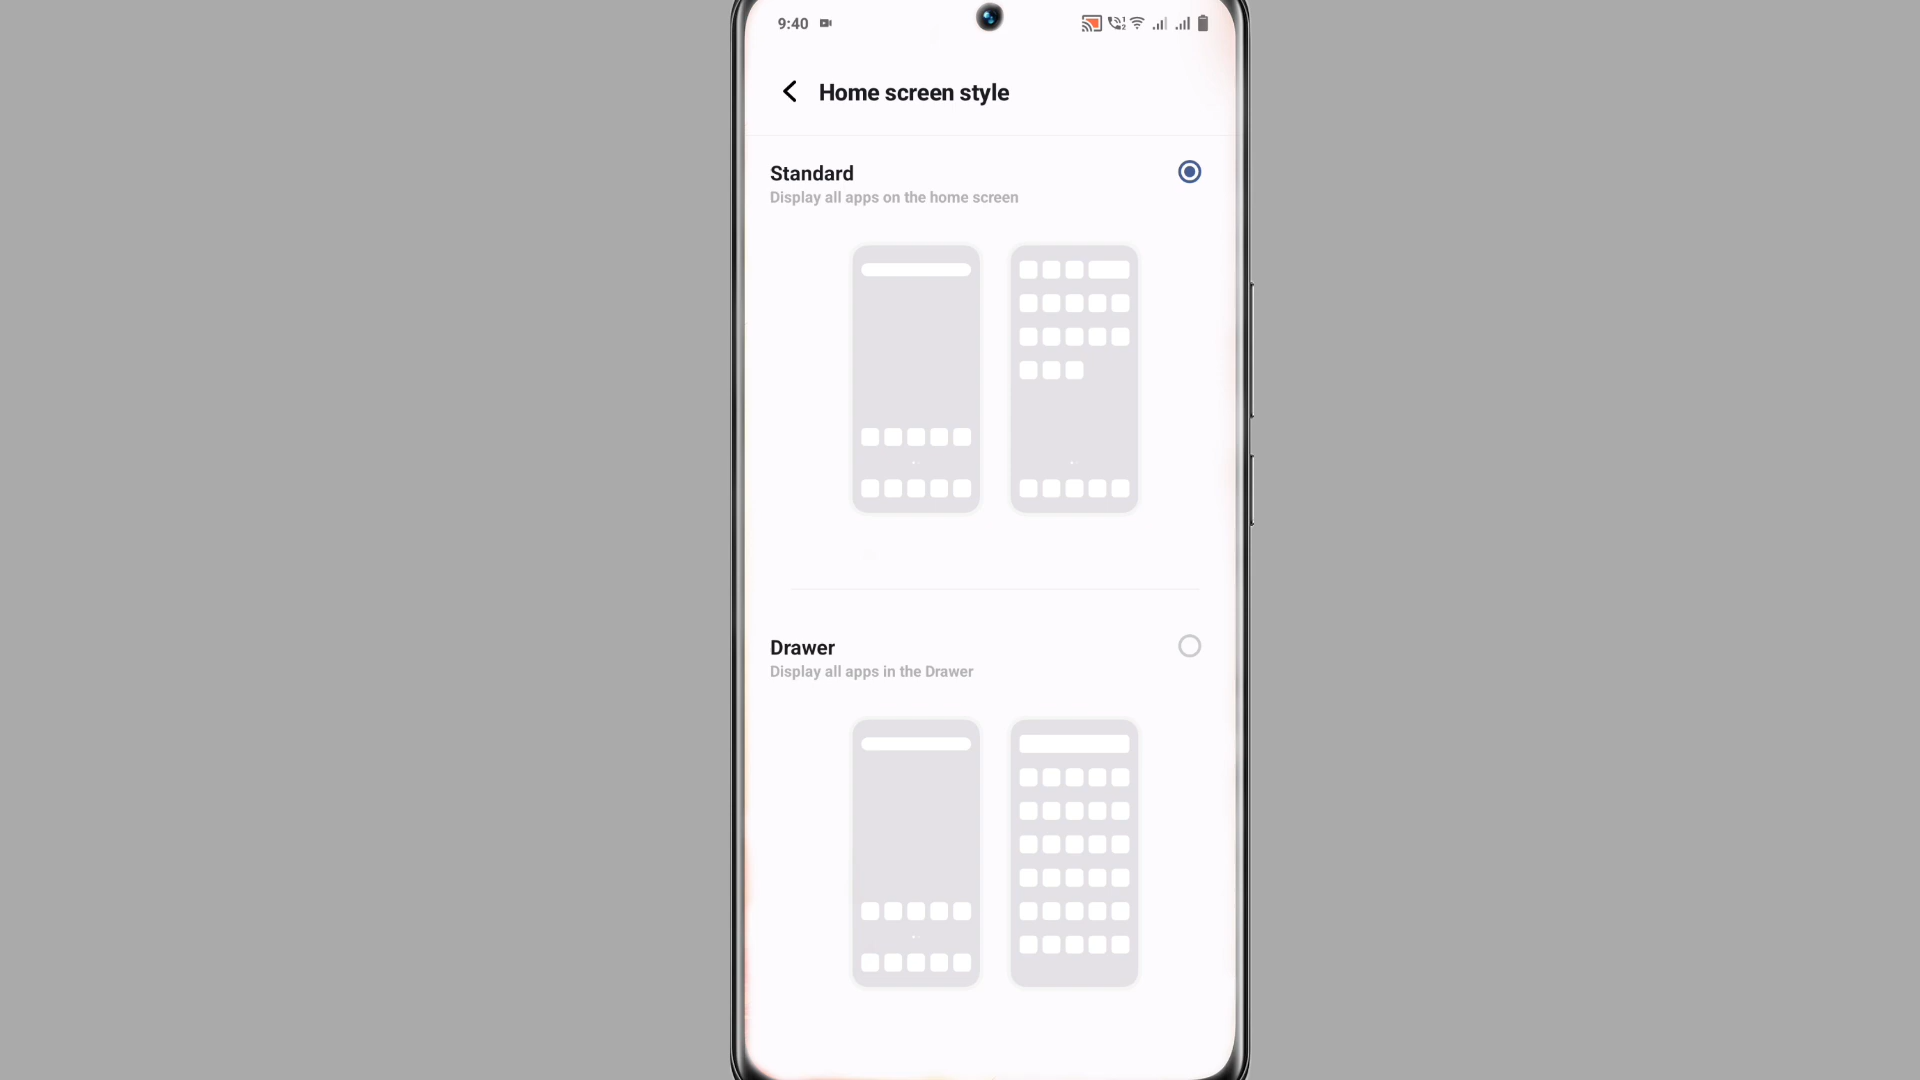 9:40
Home screen style
Standard
Display all apps on the home screen
Drawer
Display all apps in the Drawer